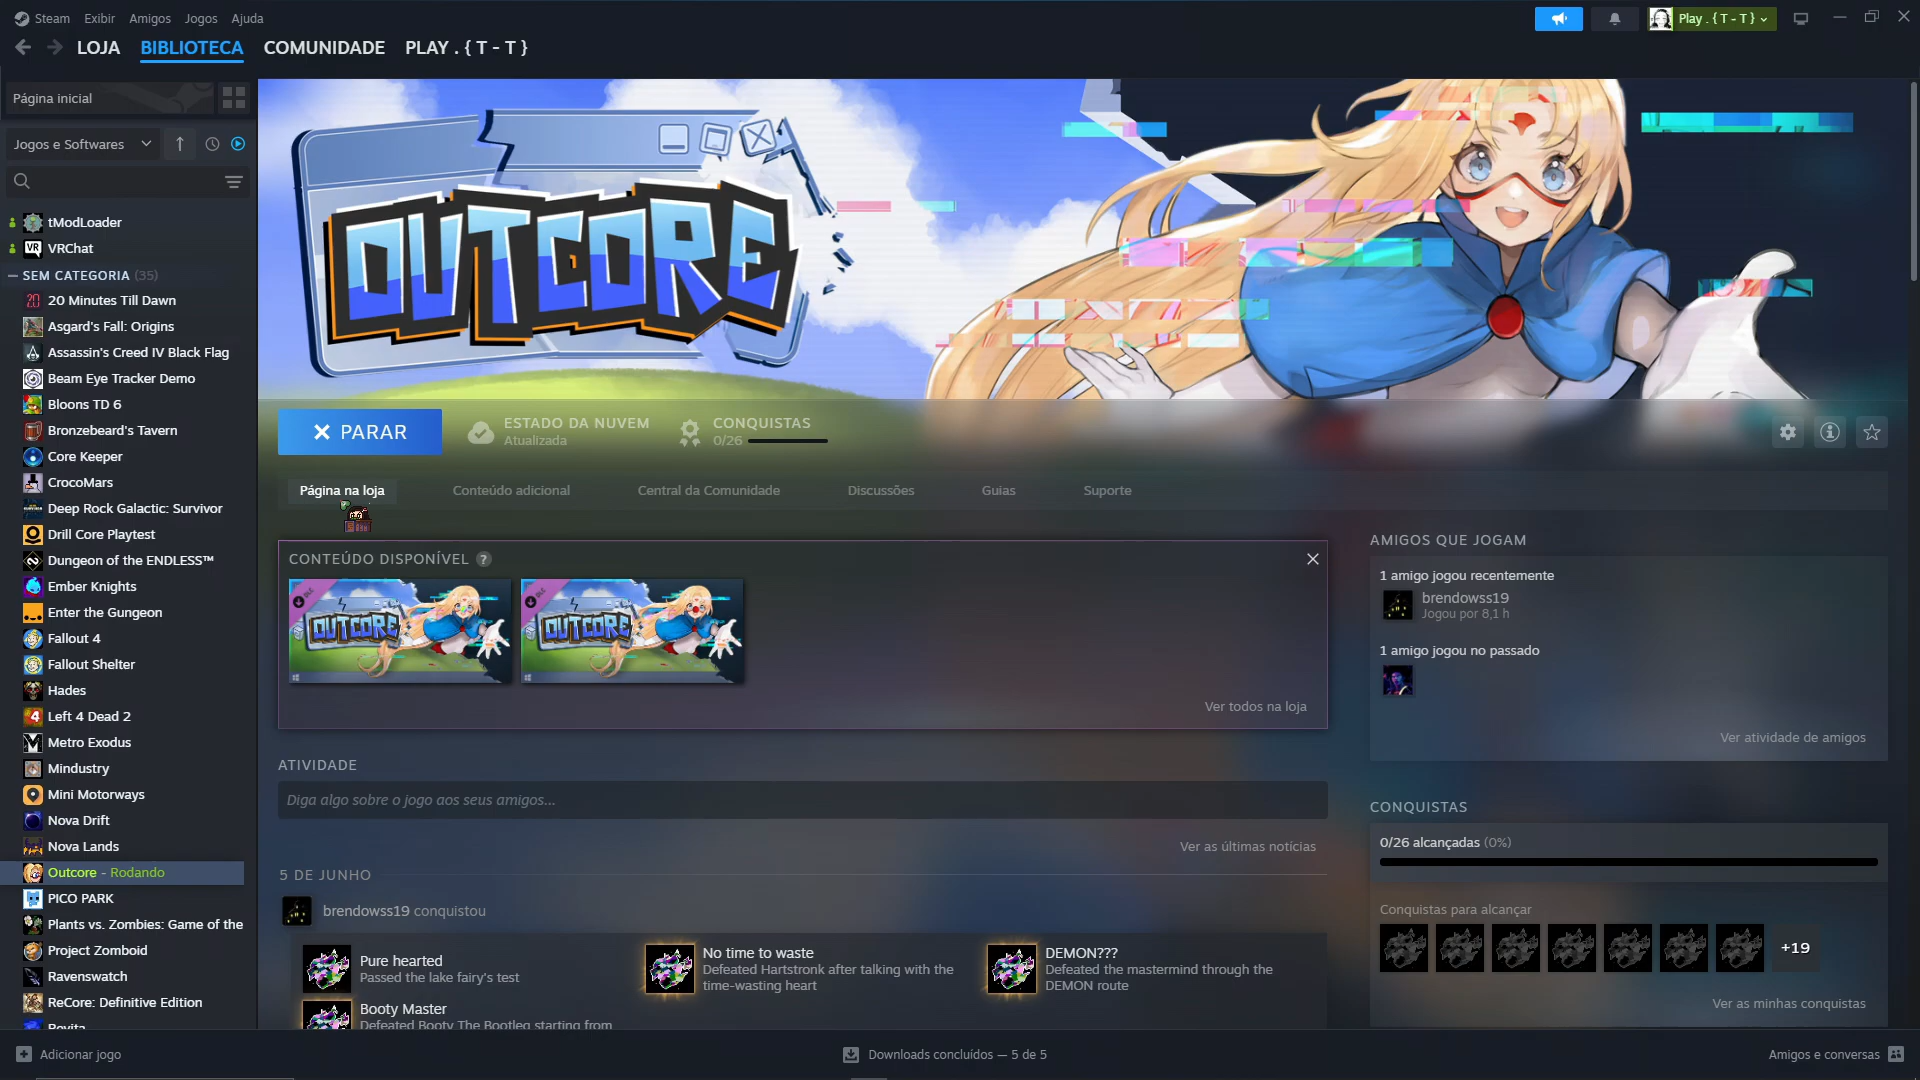 Steam
Exibir
Amigos
Jogos
Ajuda
Play . { T - T }
LOJA
BIBLIOTECA
COMUNIDADE
PLAY . { T - T }
Página inicial
Jogos e Softwares
tModLoader
VRChat
SEM CATEGORIA (35)
20 Minutes Till Dawn
Asgard's Fall: Origins
Assassin's Creed IV Black Flag
Beam Eye Tracker Demo
Bloons TD 6
Bronzebeard's Tavern
Core Keeper
CrocoMars
Deep Rock Galactic: Survivor
Drill Core Playtest
Dungeon of the ENDLESS™
Ember Knights
Enter the Gungeon
Fallout 4
Fallout Shelter
Hades
Left 4 Dead 2
Metro Exodus
Mindustry
Mini Motorways
Nova Drift
Nova Lands
Outcore - Rodando
PICO PARK
Plants vs. Zombies: Game of the
Project Zomboid
Ravenswatch
ReCore: Definitive Edition
Revita
OUTCORE
PARAR
ESTADO DA NUVEM
Atualizada
CONQUISTAS
0/26
Página na loja
Conteúdo adicional
Central da Comunidade
Discussões
Guias
Suporte
CONTEÚDO DISPONÍVEL ?
DLC
OUTCORE
DLC
OUTCORE
Ver todos na loja
ATIVIDADE
Diga algo sobre o jogo aos seus amigos...
Ver as últimas notícias
5 DE JUNHO
brendowss19 conquistou
Pure hearted
Passed the lake fairy's test
No time to waste
Defeated Hartstronk after talking with the
time-wasting heart
DEMON???
Defeated the mastermind through the
DEMON route
Booty Master
Defeated Booty The Bootleg starting from
AMIGOS QUE JOGAM
1 amigo jogou recentemente
brendowss19
Jogou por 8,1 h
1 amigo jogou no passado
Ver atividade de amigos
CONQUISTAS
0/26 alcançadas (0%)
Conquistas para alcançar
+19
Ver as minhas conquistas
Adicionar jogo
Downloads concluídos — 5 de 5
Amigos e conversas